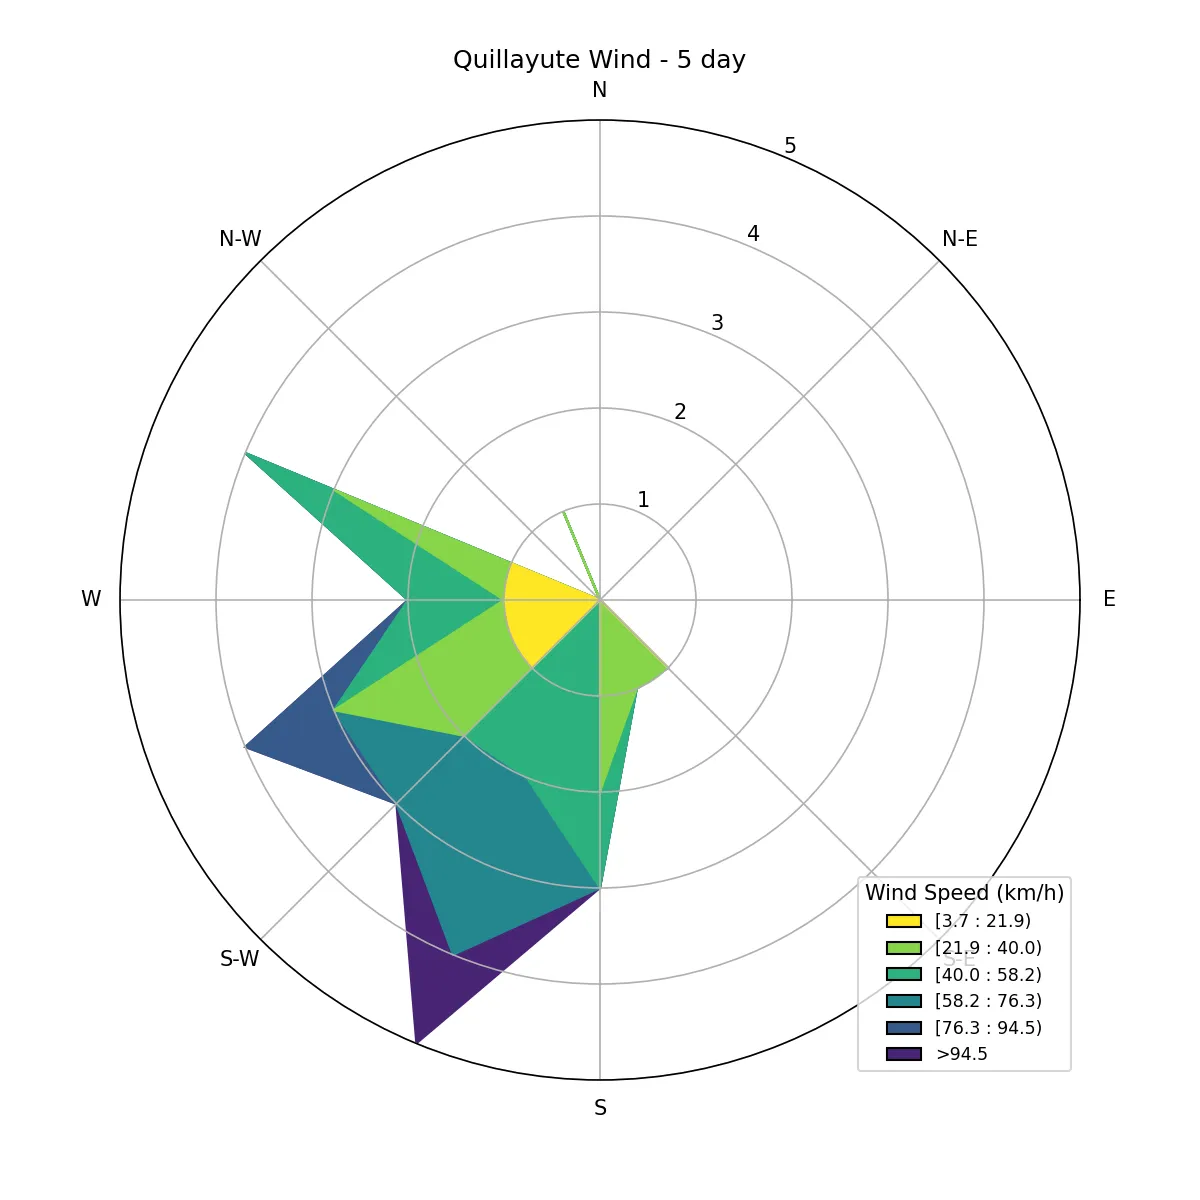 Quillayute Wind - 5 day
N
5
N-W
4
N-E
3
2
1
W
E
Wind Speed (km/h)
[3.7 : 21.9)
[21.9 : 40.0)
S-W
S-E
[40.0 : 58.2)
[58.2 : 76.3)
[76.3 : 94.5)
>94.5
S